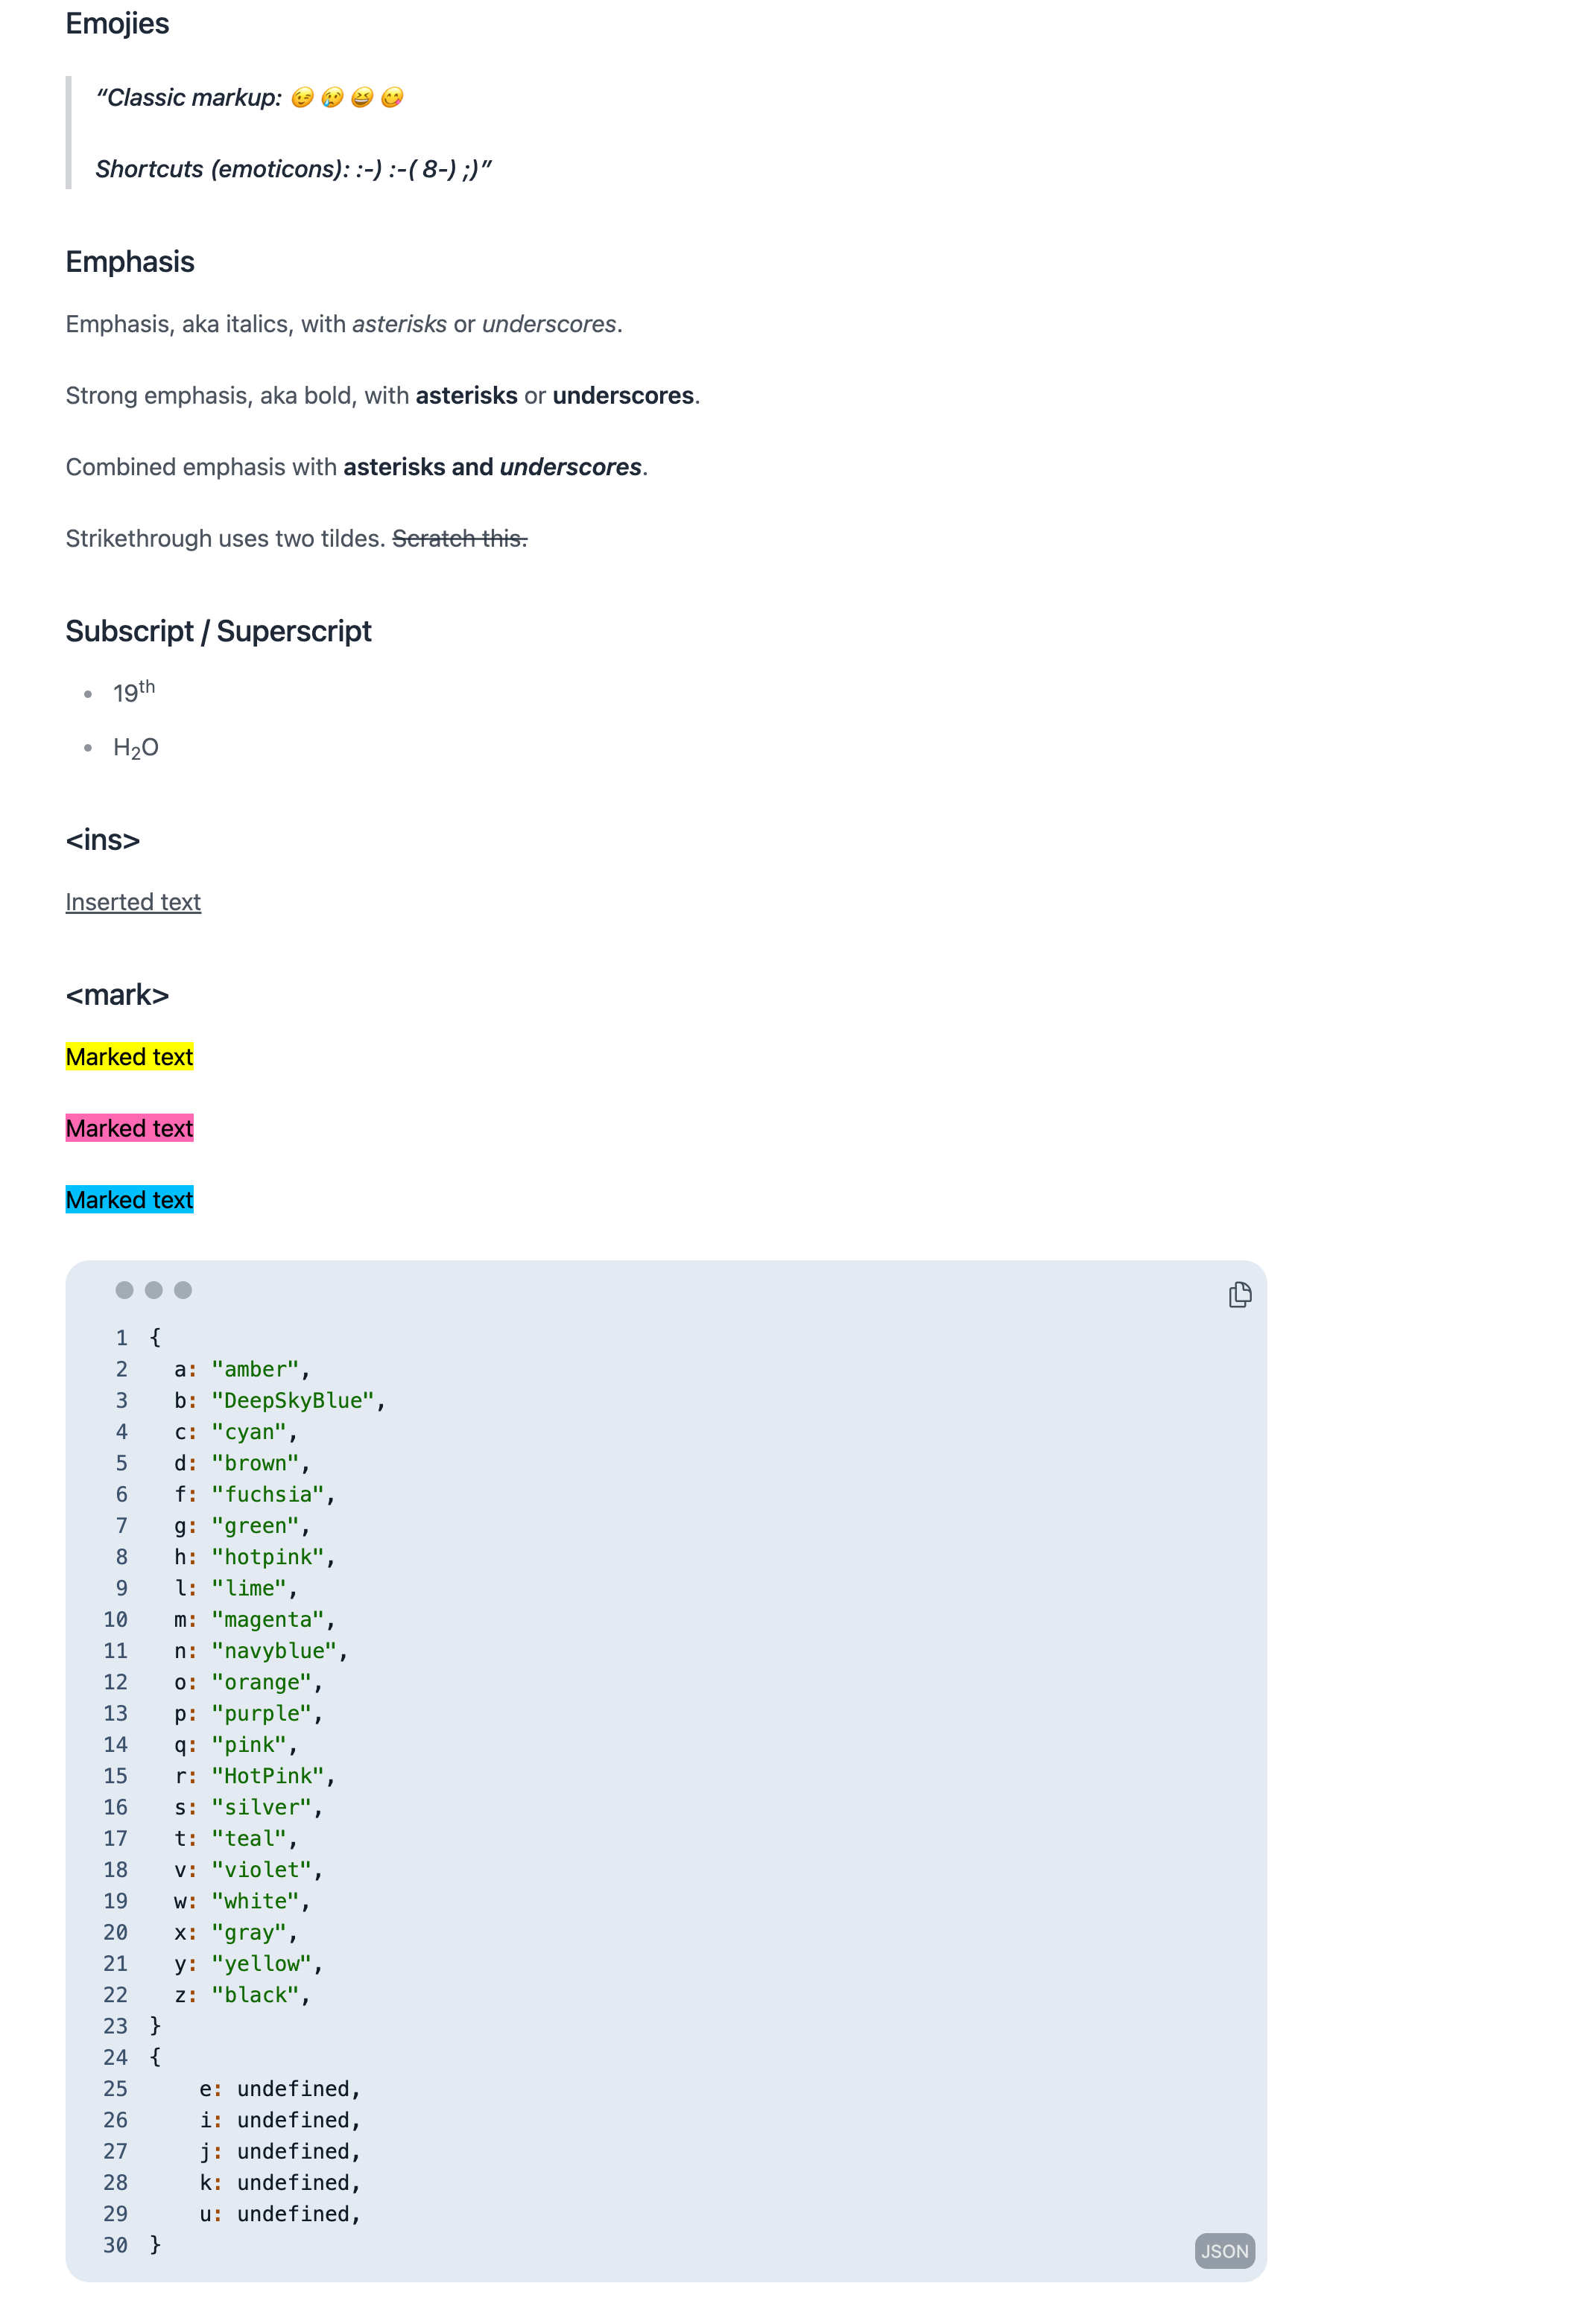 Emojies
“Classic markup: 😉 😢 😆 😋
Shortcuts (emoticons): :-) :-( 8-) ;)”
Emphasis
Emphasis, aka italics, with asterisks or underscores.
Strong emphasis, aka bold, with asterisks or underscores.
Combined emphasis with asterisks and underscores.
Strikethrough uses two tildes. Scratch this.
Subscript / Superscript
• 19th
• H2O
<ins>
Inserted text
<mark>
Marked text
Marked text
Marked text
1 {
2   a: "amber",
3   b: "DeepSkyBlue",
4   c: "cyan",
5   d: "brown",
6   f: "fuchsia",
7   g: "green",
8   h: "hotpink",
9   l: "lime",
10   m: "magenta",
11   n: "navyblue",
12   o: "orange",
13   p: "purple",
14   q: "pink",
15   r: "HotPink",
16   s: "silver",
17   t: "teal",
18   v: "violet",
19   w: "white",
20   x: "gray",
21   y: "yellow",
22   z: "black",
23 }
24 {
25     e: undefined,
26     i: undefined,
27     j: undefined,
28     k: undefined,
29     u: undefined,
30 }
JSON